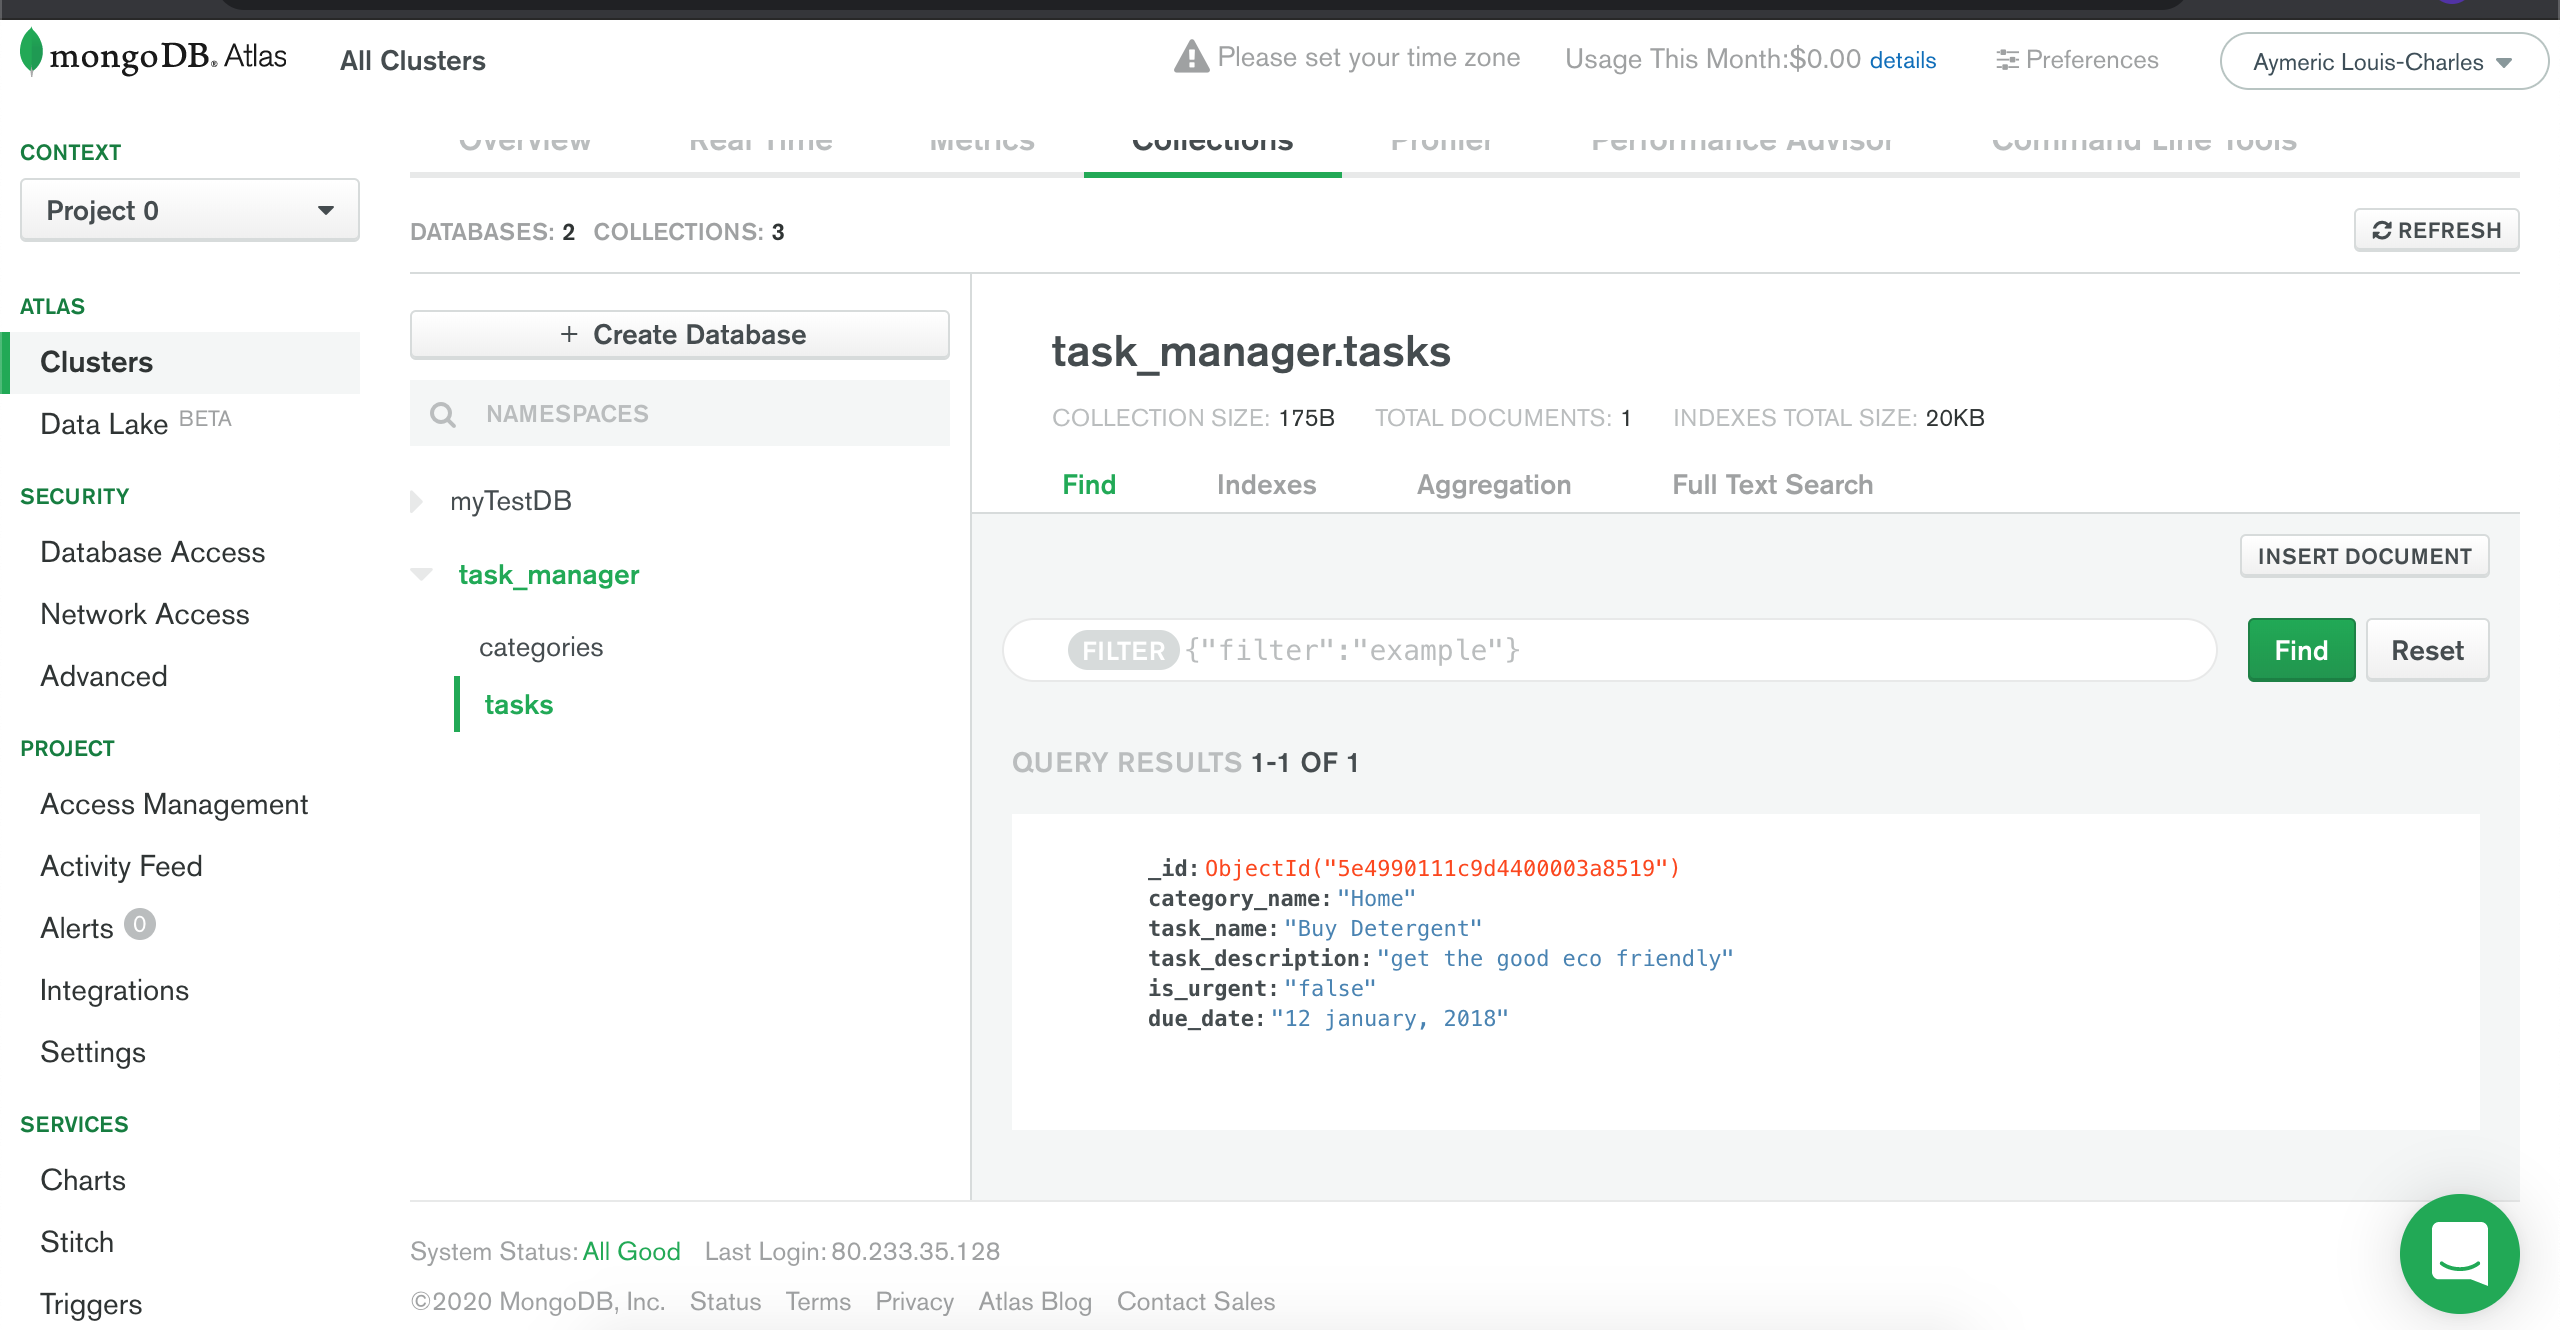 mongoDB. Atlas
All Clusters
Please set your time zone
Usage This Month:$0.00 details
Preferences
Aymeric Louis-Charles
CONTEXT
Project 0
ATLAS
Clusters
Data Lake BETA
SECURITY
Database Access
Network Access
Advanced
PROJECT
Access Management
Activity Feed
Alerts 0
Integrations
Settings
SERVICES
Charts
Stitch
Triggers
Overview Real Time Metrics Collections Profiler Performance Advisor Command Line Tools
DATABASES: 2 COLLECTIONS: 3
REFRESH
+ Create Database
NAMESPACES
myTestDB
task_manager
categories
tasks
task_manager.tasks
COLLECTION SIZE: 175B TOTAL DOCUMENTS: 1 INDEXES TOTAL SIZE: 20KB
Find Indexes Aggregation Full Text Search
INSERT DOCUMENT
FILTER {"filter":"example"}
Find Reset
QUERY RESULTS 1-1 OF 1
_id: ObjectId("5e4990111c9d4400003a8519")
category_name: "Home"
task_name: "Buy Detergent"
task_description: "get the good eco friendly"
is_urgent: "false"
due_date: "12 january, 2018"
System Status: All Good Last Login: 80.233.35.128
©2020 MongoDB, Inc. Status Terms Privacy Atlas Blog Contact Sales